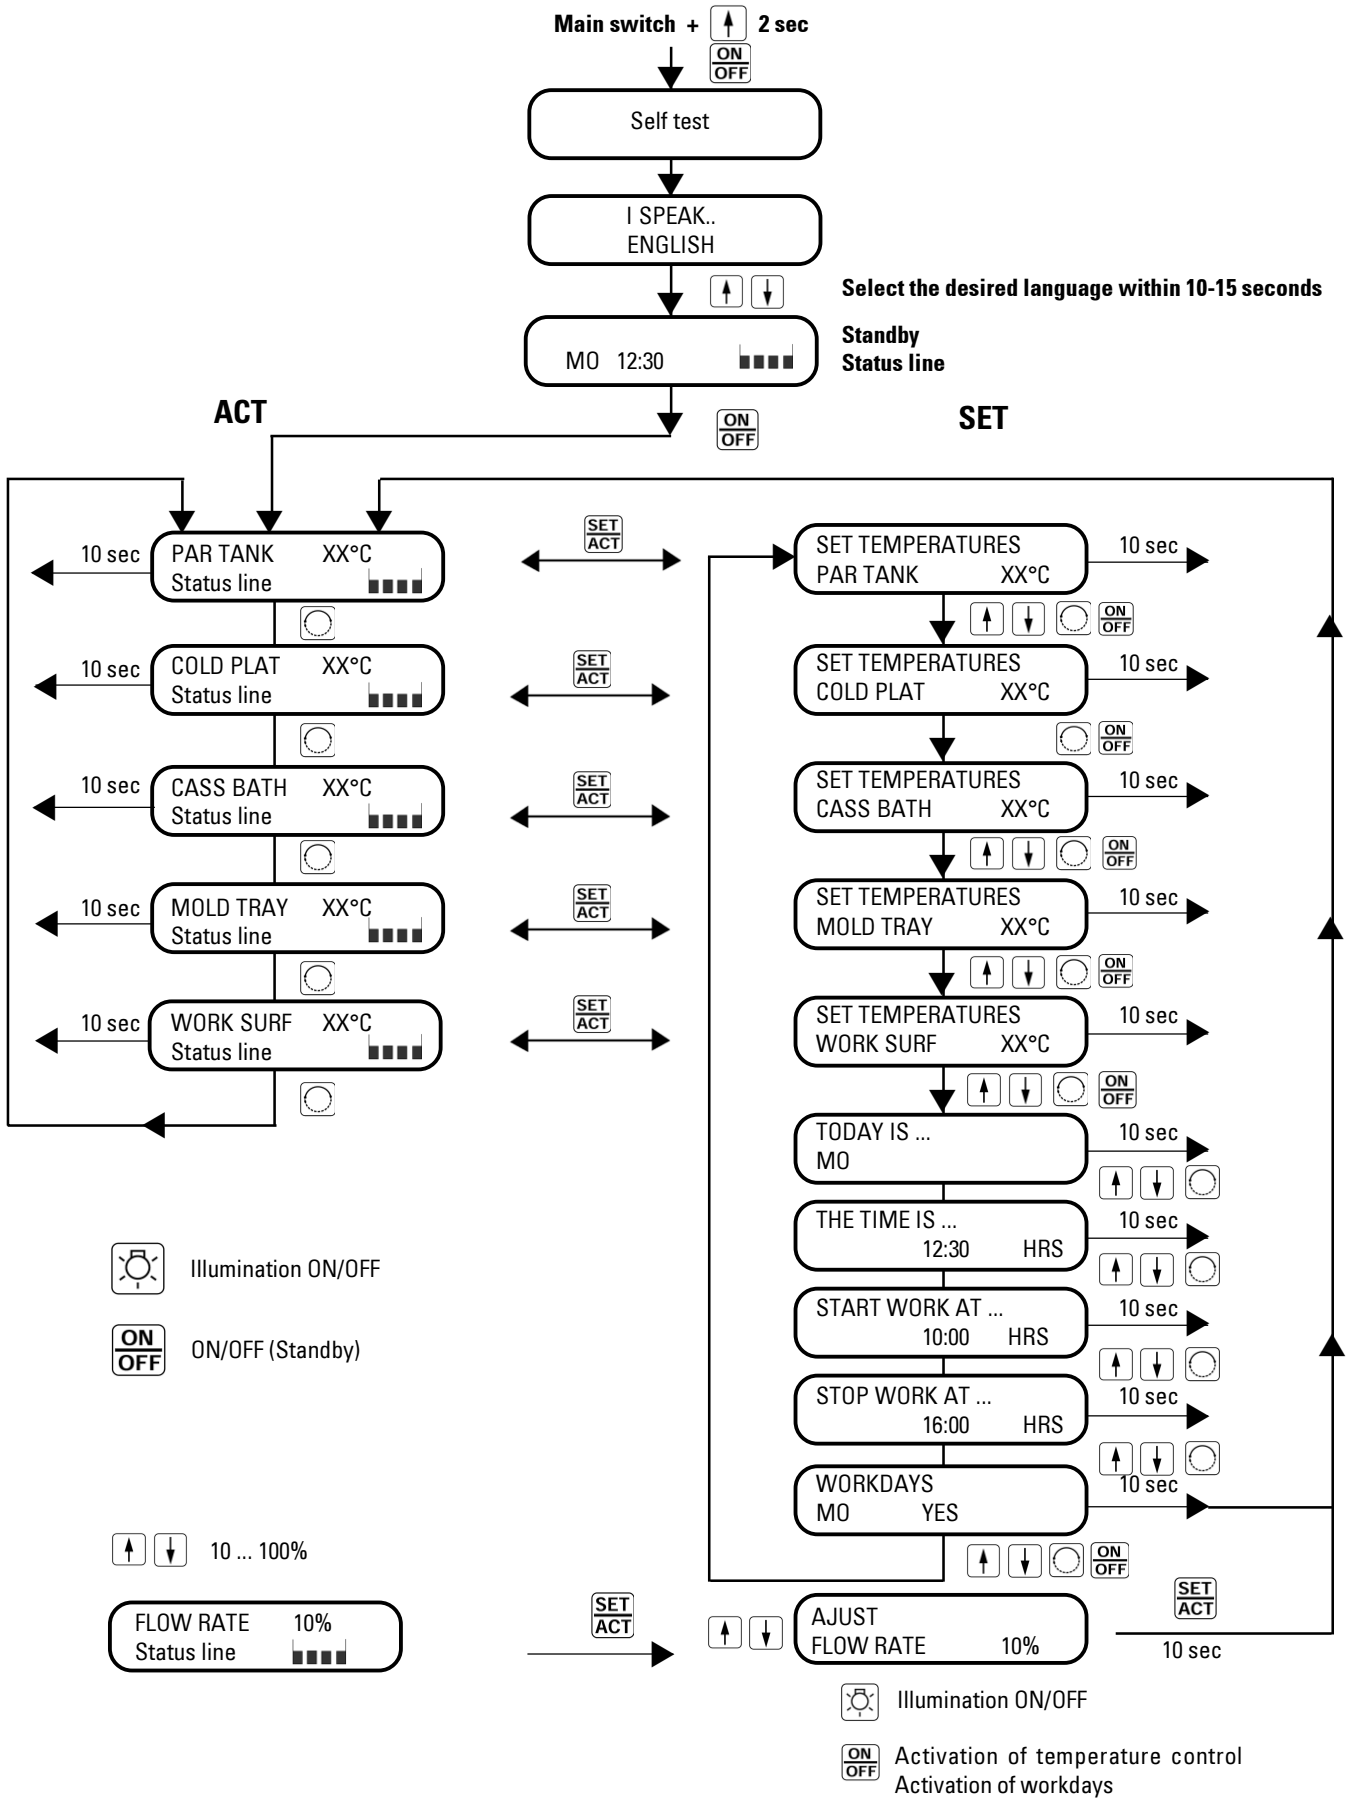 Main switch + 2 sec
ON
OFF
Self test
I SPEAK..
ENGLISH
Select the desired language within 10-15 seconds
MO 12:30
Standby
Status line
ON
OFF
ACT
SET
10 sec
PAR TANK XX°C
Status line
SET
ACT
SET TEMPERATURES
PAR TANK XX°C
10 sec
ON
OFF
10 sec
COLD PLAT XX°C
Status line
SET
ACT
SET TEMPERATURES
COLD PLAT XX°C
10 sec
ON
OFF
10 sec
CASS BATH XX°C
Status line
SET
ACT
SET TEMPERATURES
CASS BATH XX°C
10 sec
ON
OFF
10 sec
MOLD TRAY XX°C
Status line
SET
ACT
SET TEMPERATURES
MOLD TRAY XX°C
10 sec
ON
OFF
10 sec
WORK SURF XX°C
Status line
SET
ACT
SET TEMPERATURES
WORK SURF XX°C
10 sec
ON
OFF
TODAY IS ...
MO
10 sec
THE TIME IS ...
12:30 HRS
10 sec
START WORK AT ...
10:00 HRS
10 sec
STOP WORK AT ...
16:00 HRS
10 sec
WORKDAYS
MO YES
10 sec
ON
OFF
Illumination ON/OFF
ON
OFF
ON/OFF (Standby)
10 ... 100%
FLOW RATE 10%
Status line
SET
ACT
AJUST
FLOW RATE 10%
SET
ACT
10 sec
Illumination ON/OFF
ON
OFF
Activation of temperature control
Activation of workdays